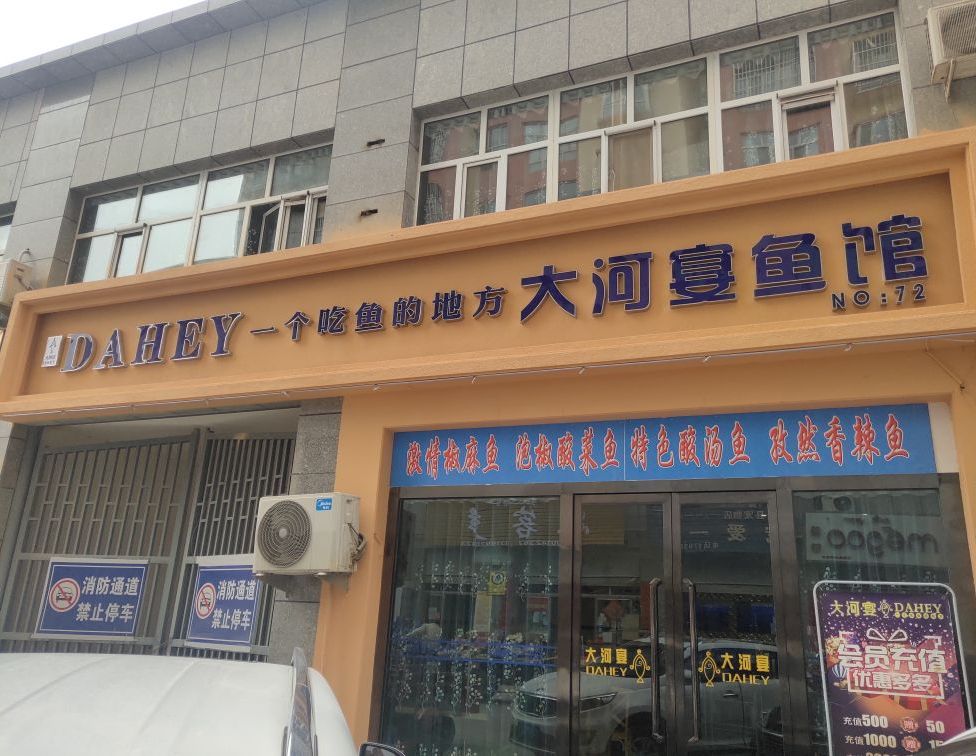 DAHEY 一个吃鱼的地方 大河宴鱼馆
NO:72
激情椒麻鱼 泡椒酸菜鱼 特色酸汤鱼 孜然香辣鱼
Midea
消防通道
禁止停车
消防通道
禁止停车
大河宴
DAHEY
大河宴
DAHEY
大河宴 DAHEY
会员充值
优惠多多
充值500 赠 50
充值1000 赠